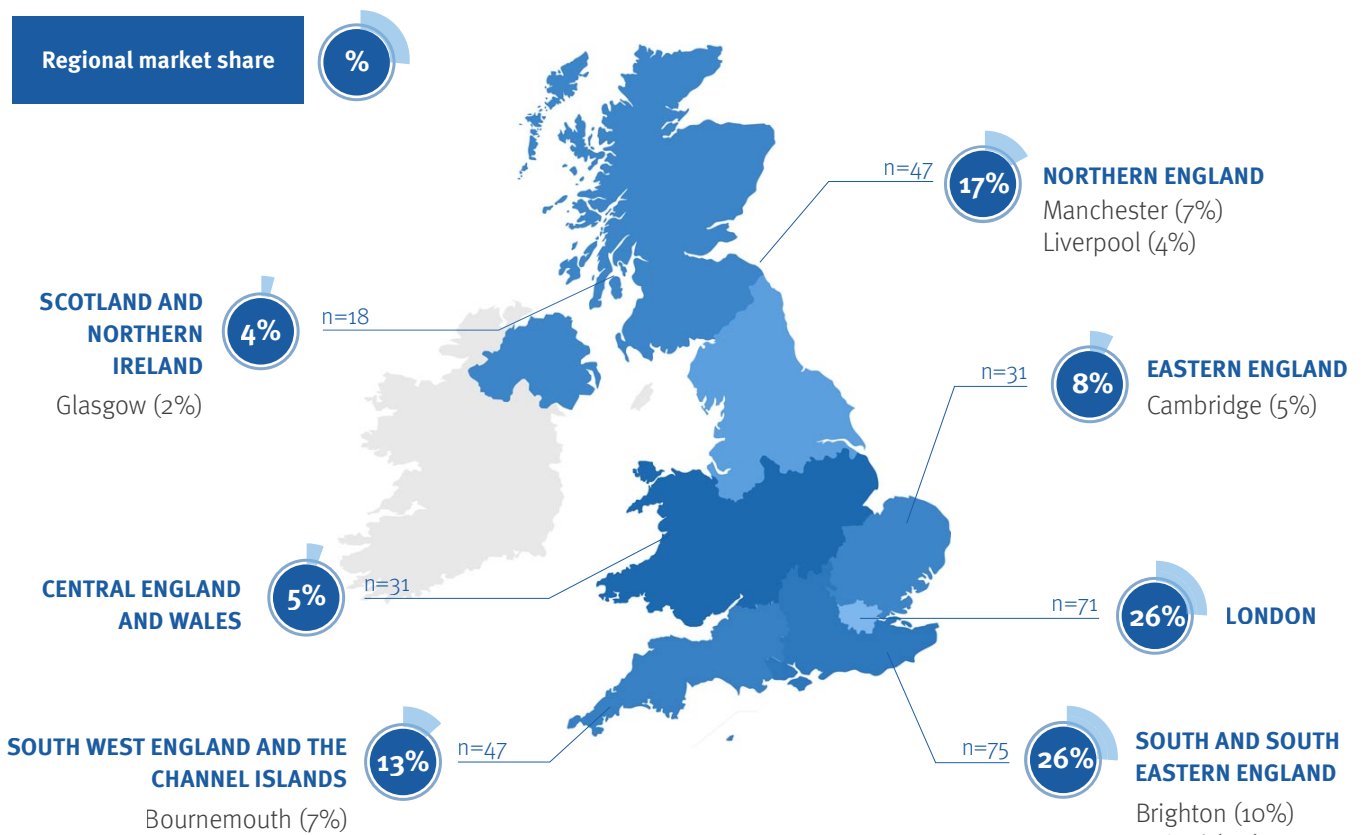 Regional market share
%
n=47
17%
NORTHERN ENGLAND
Manchester (7%)
Liverpool (4%)
SCOTLAND AND
NORTHERN
IRELAND
Glasgow (2%)
4%
n=18
n=31
8%
EASTERN ENGLAND
Cambridge (5%)
CENTRAL ENGLAND
AND WALES
5%
n=31
n=71
26%
LONDON
SOUTH WEST ENGLAND AND THE
CHANNEL ISLANDS
Bournemouth (7%)
13%
n=47
n=75
26%
SOUTH AND SOUTH
EASTERN ENGLAND
Brighton (10%)